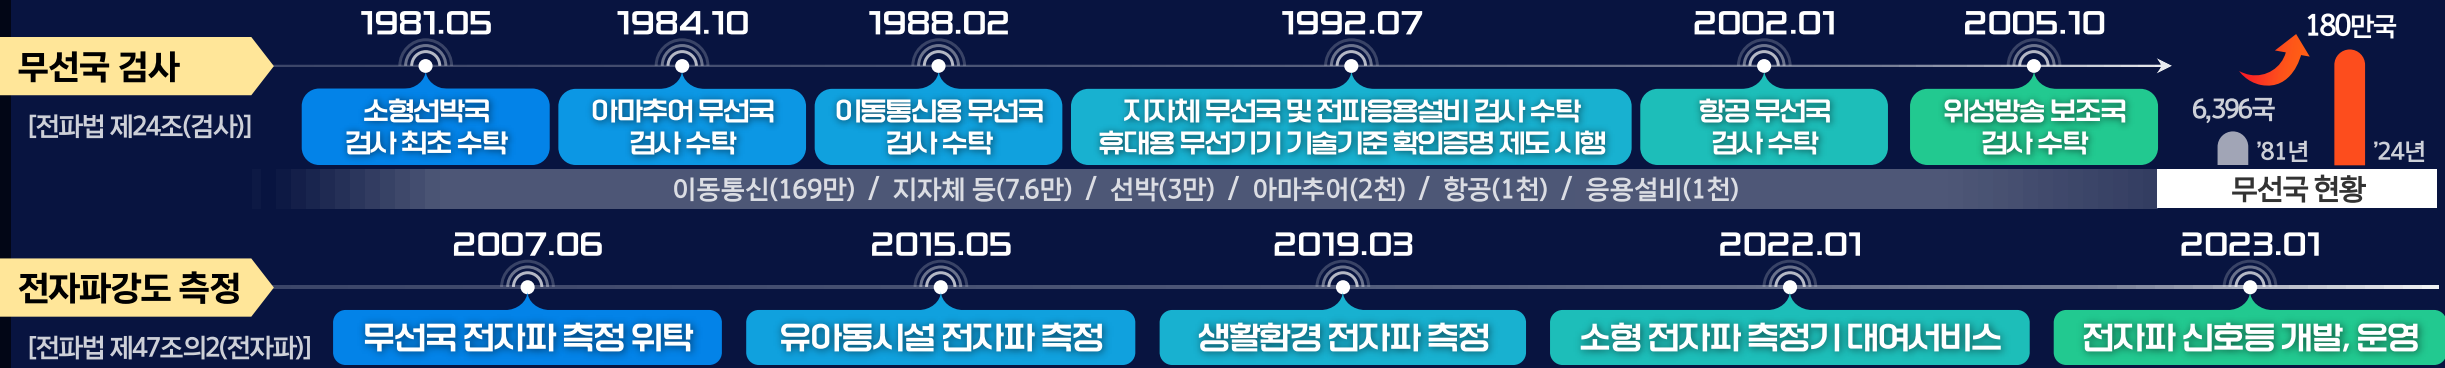 무선국 검사
[전파법 제24조(검사)]
1981.05
소형선박국
검사 최초 수탁
1984.10
아마추어 무선국
검사 수탁
1988.02
이동통신용 무선국
검사 수탁
1992.07
지자체 무선국 및 전파응용설비 검사 수탁
휴대용 무선기기 기술기준 확인증명 제도 시행
2002.01
항공 무선국
검사 수탁
2005.10
위성방송 보조국
검사 수탁
6,396국
'81년
180만국
'24년
이동통신(169만) / 지자체 등(7.6만) / 선박(3만) / 아마추어(2천) / 항공(1천) / 응용설비(1천)
무선국 현황
전자파강도 측정
[전파법 제47조의2(전자파)]
2007.06
무선국 전자파 측정 위탁
2015.05
유아동시설 전자파 측정
2019.03
생활환경 전자파 측정
2022.01
소형 전자파 측정기 대여서비스
2023.01
전자파 신호등 개발, 운영